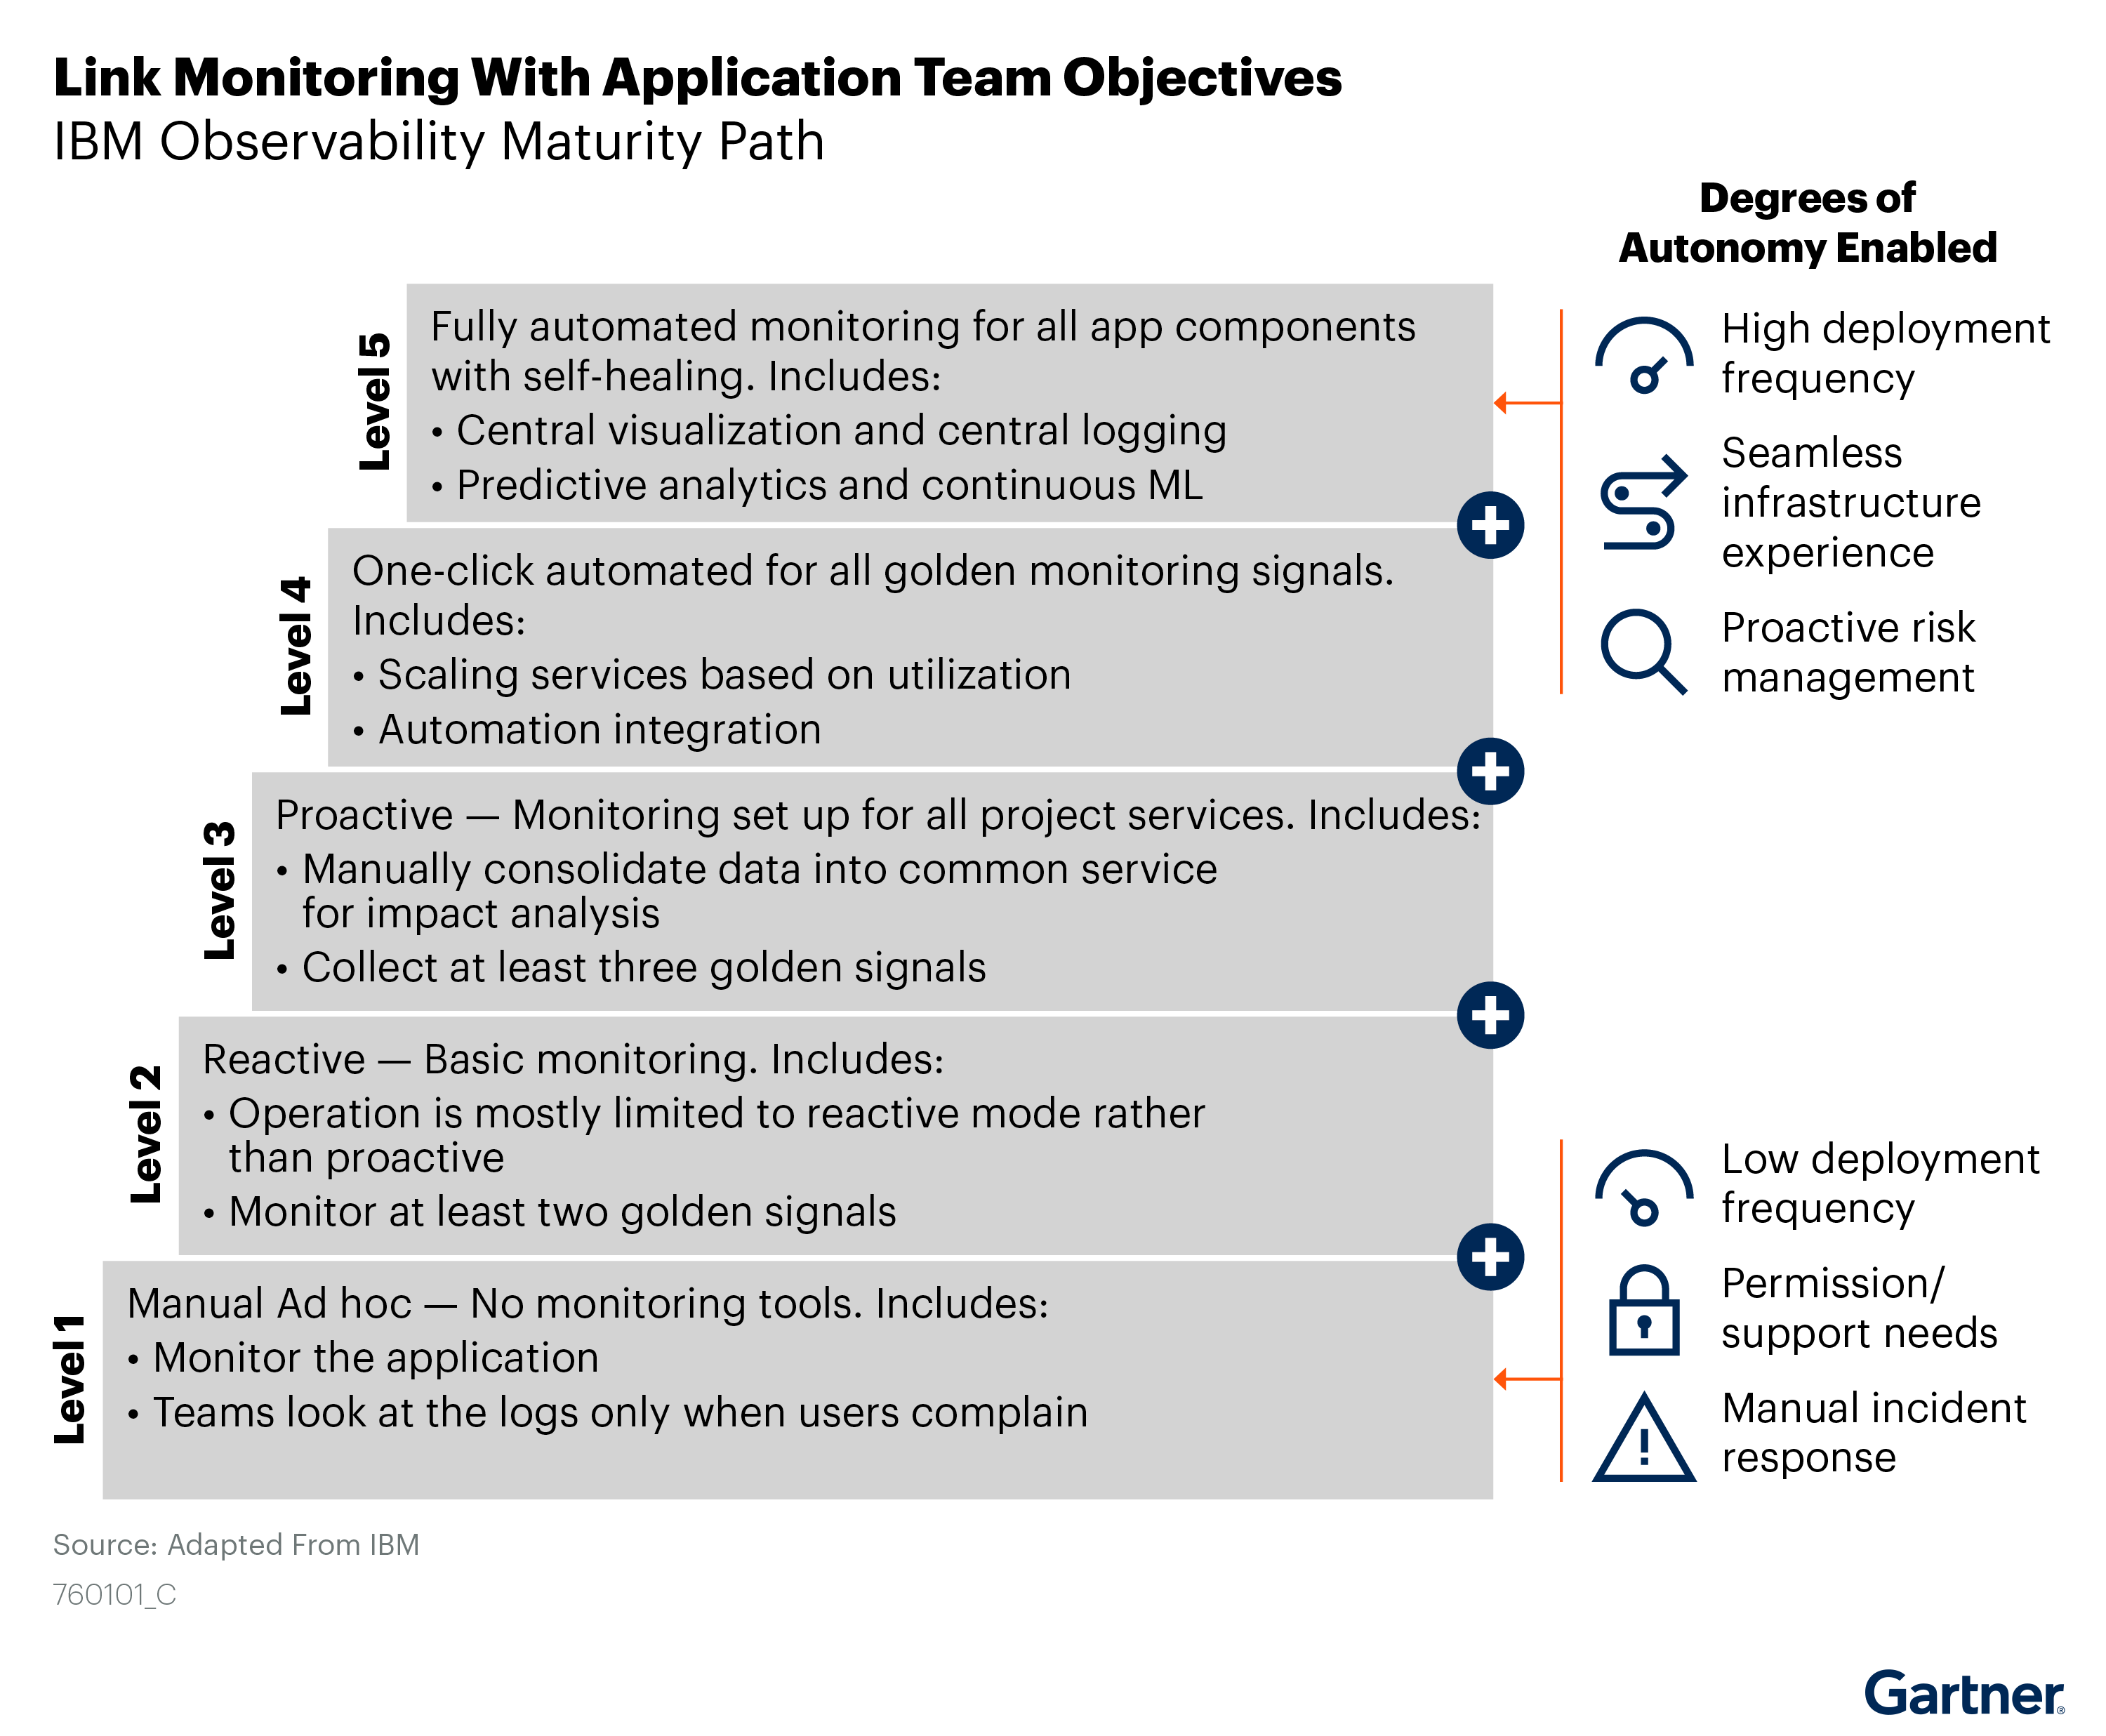 Link Monitoring With Application Team Objectives
IBM Observability Maturity Path
Degrees of
Autonomy Enabled
Level 5
Fully automated monitoring for all app components
with self-healing. Includes:
• Central visualization and central logging
• Predictive analytics and continuous ML
High deployment
frequency
Seamless
infrastructure
experience
Proactive risk
management
Level 4
One-click automated for all golden monitoring signals.
Includes:
• Scaling services based on utilization
• Automation integration
Level 3
Proactive — Monitoring set up for all project services. Includes:
• Manually consolidate data into common service
for impact analysis
• Collect at least three golden signals
Level 2
Reactive — Basic monitoring. Includes:
• Operation is mostly limited to reactive mode rather
than proactive
• Monitor at least two golden signals
Level 1
Manual Ad hoc — No monitoring tools. Includes:
• Monitor the application
• Teams look at the logs only when users complain
Low deployment
frequency
Permission/
support needs
Manual incident
response
Source: Adapted From IBM
760101_C
Gartner®